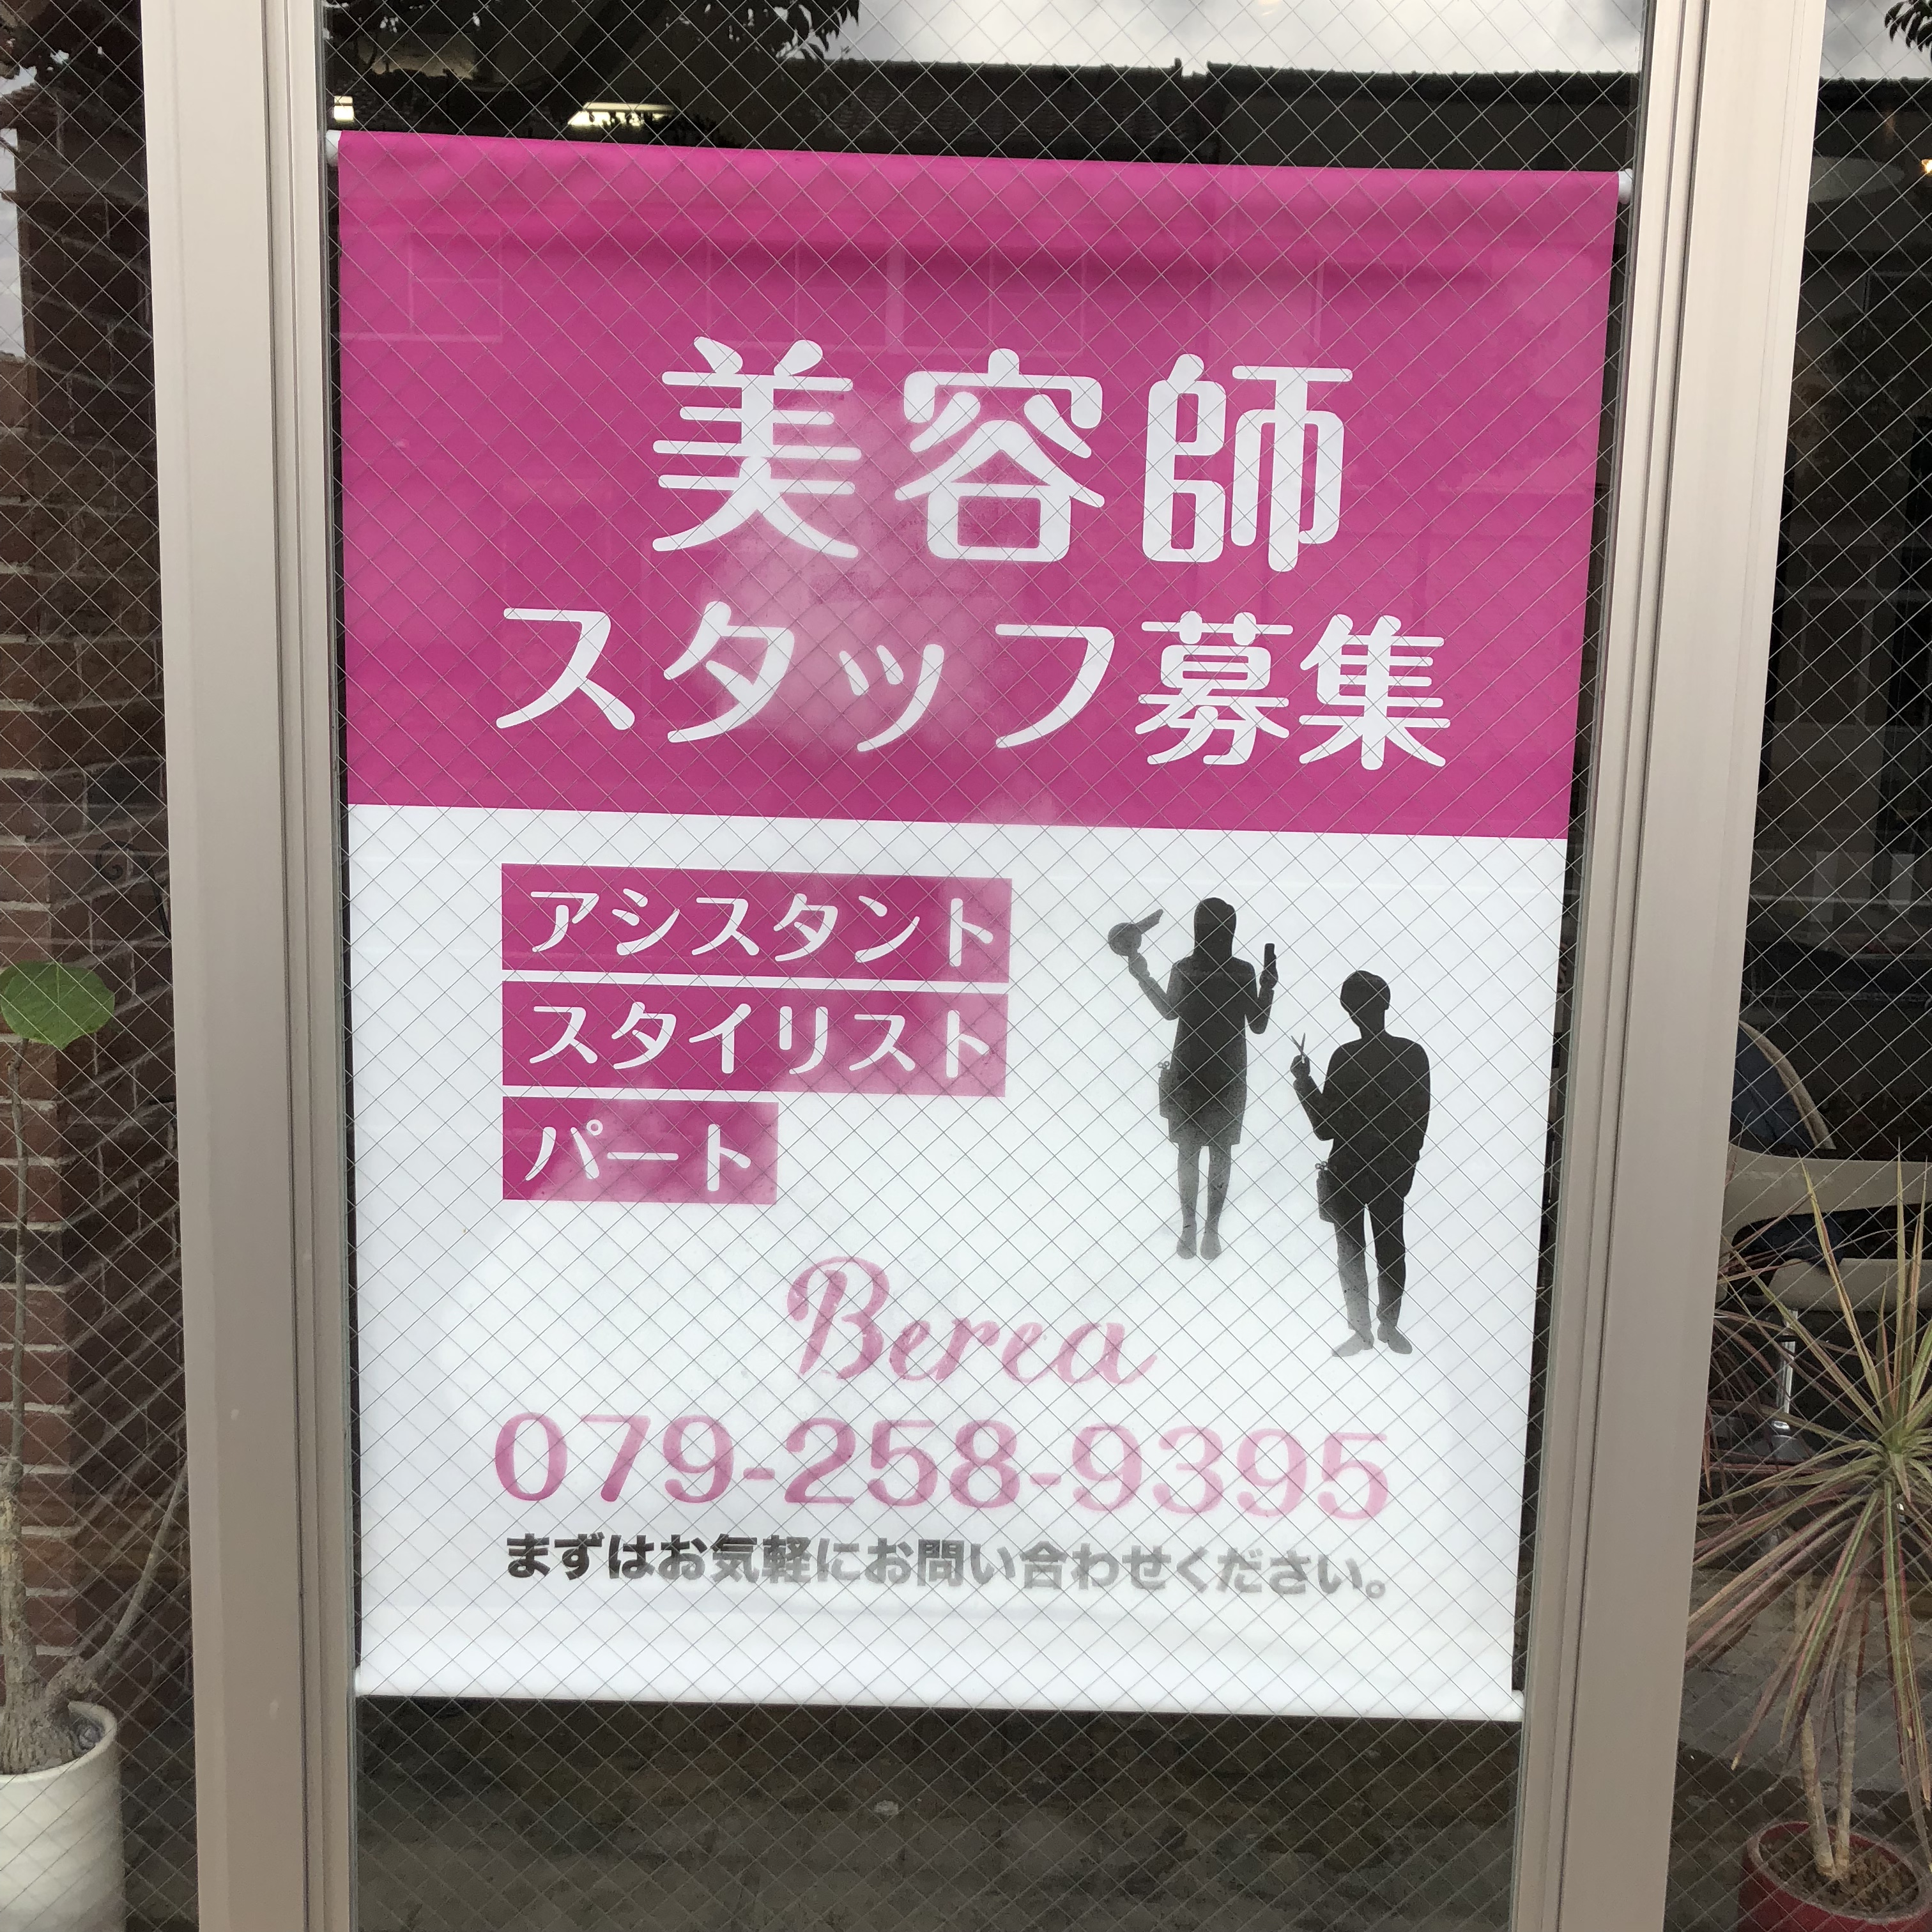 美容師
スタッフ募集
アシスタント
スタイリスト
パート
Berea
079-258-9395
まずはお気軽にお問い合わせください。